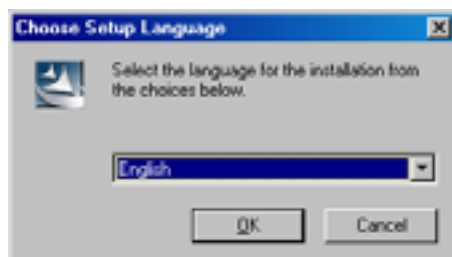 Choose Setup Language
Select the language for the installation from
the choices below.
English
OK
Cancel